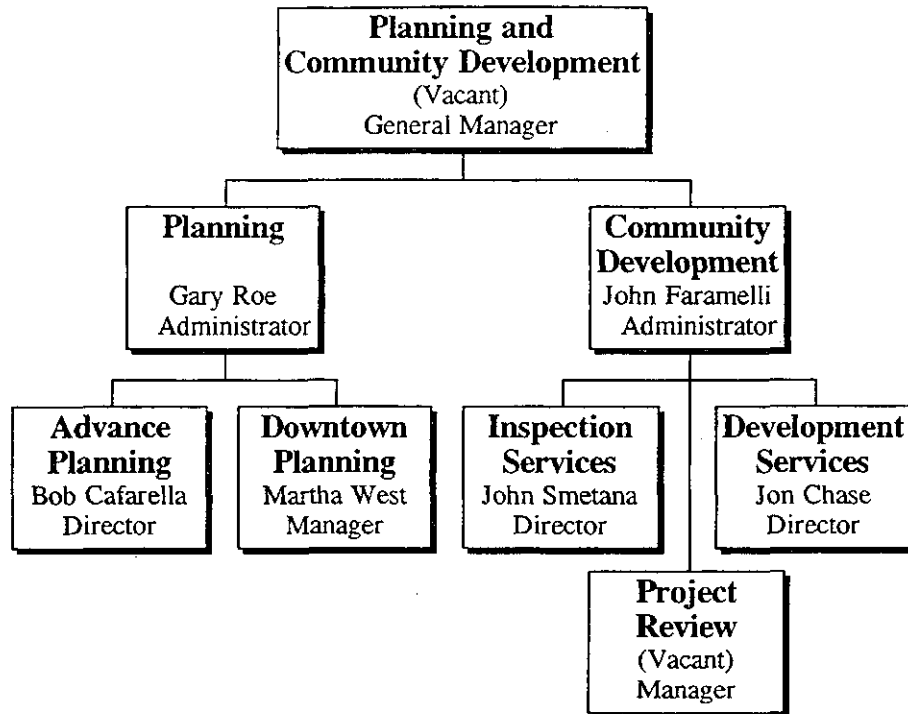 Planning and
Community Development
(Vacant)
General Manager
Planning
Gary Roe
Administrator
Community
Development
John Faramelli
Administrator
Advance
Planning
Bob Cafarella
Director
Downtown
Planning
Martha West
Manager
Inspection
Services
John Smetana
Director
Development
Services
Jon Chase
Director
Project
Review
(Vacant)
Manager